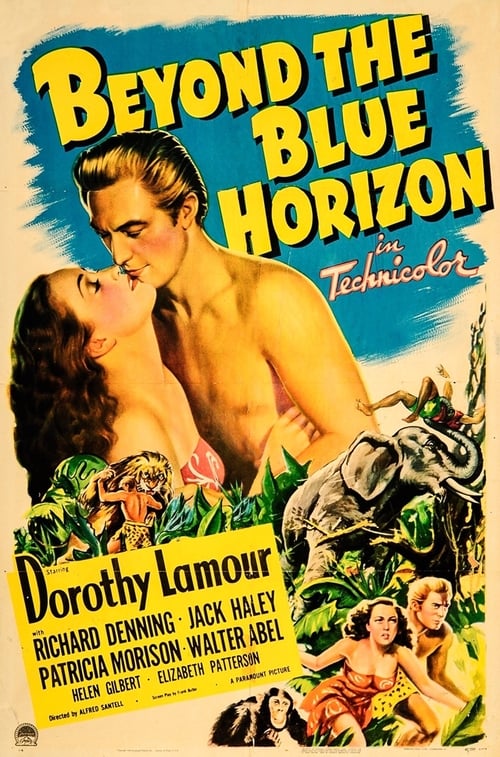 BEYOND THE
BLUE
HORIZON
in
Technicolor
Starring
Dorothy Lamour
with
RICHARD DENNING · JACK HALEY
PATRICIA MORISON · WALTER ABEL
HELEN GILBERT · ELIZABETH PATTERSON
Directed by ALFRED SANTELL
Screen Play by Frank Butler
A PARAMOUNT PICTURE